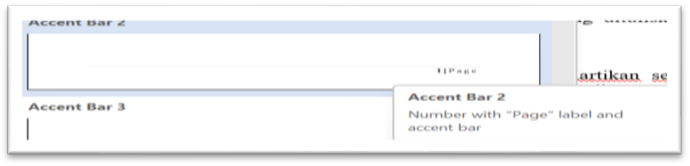 Accent Bar 2
1|Page
artikan se
Accent Bar 3
Accent Bar 2
Number with “Page” label and
accent bar